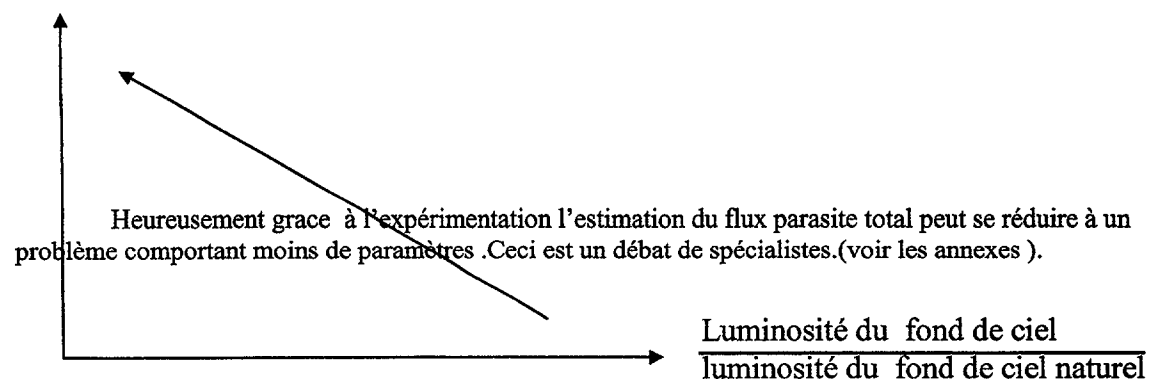 Heureusement grace à l'expérimentation l'estimation du flux parasite total peut se réduire à un
problème comportant moins de paramètres .Ceci est un débat de spécialistes.(voir les annexes ).
Luminosité du fond de ciel
luminosité du fond de ciel naturel